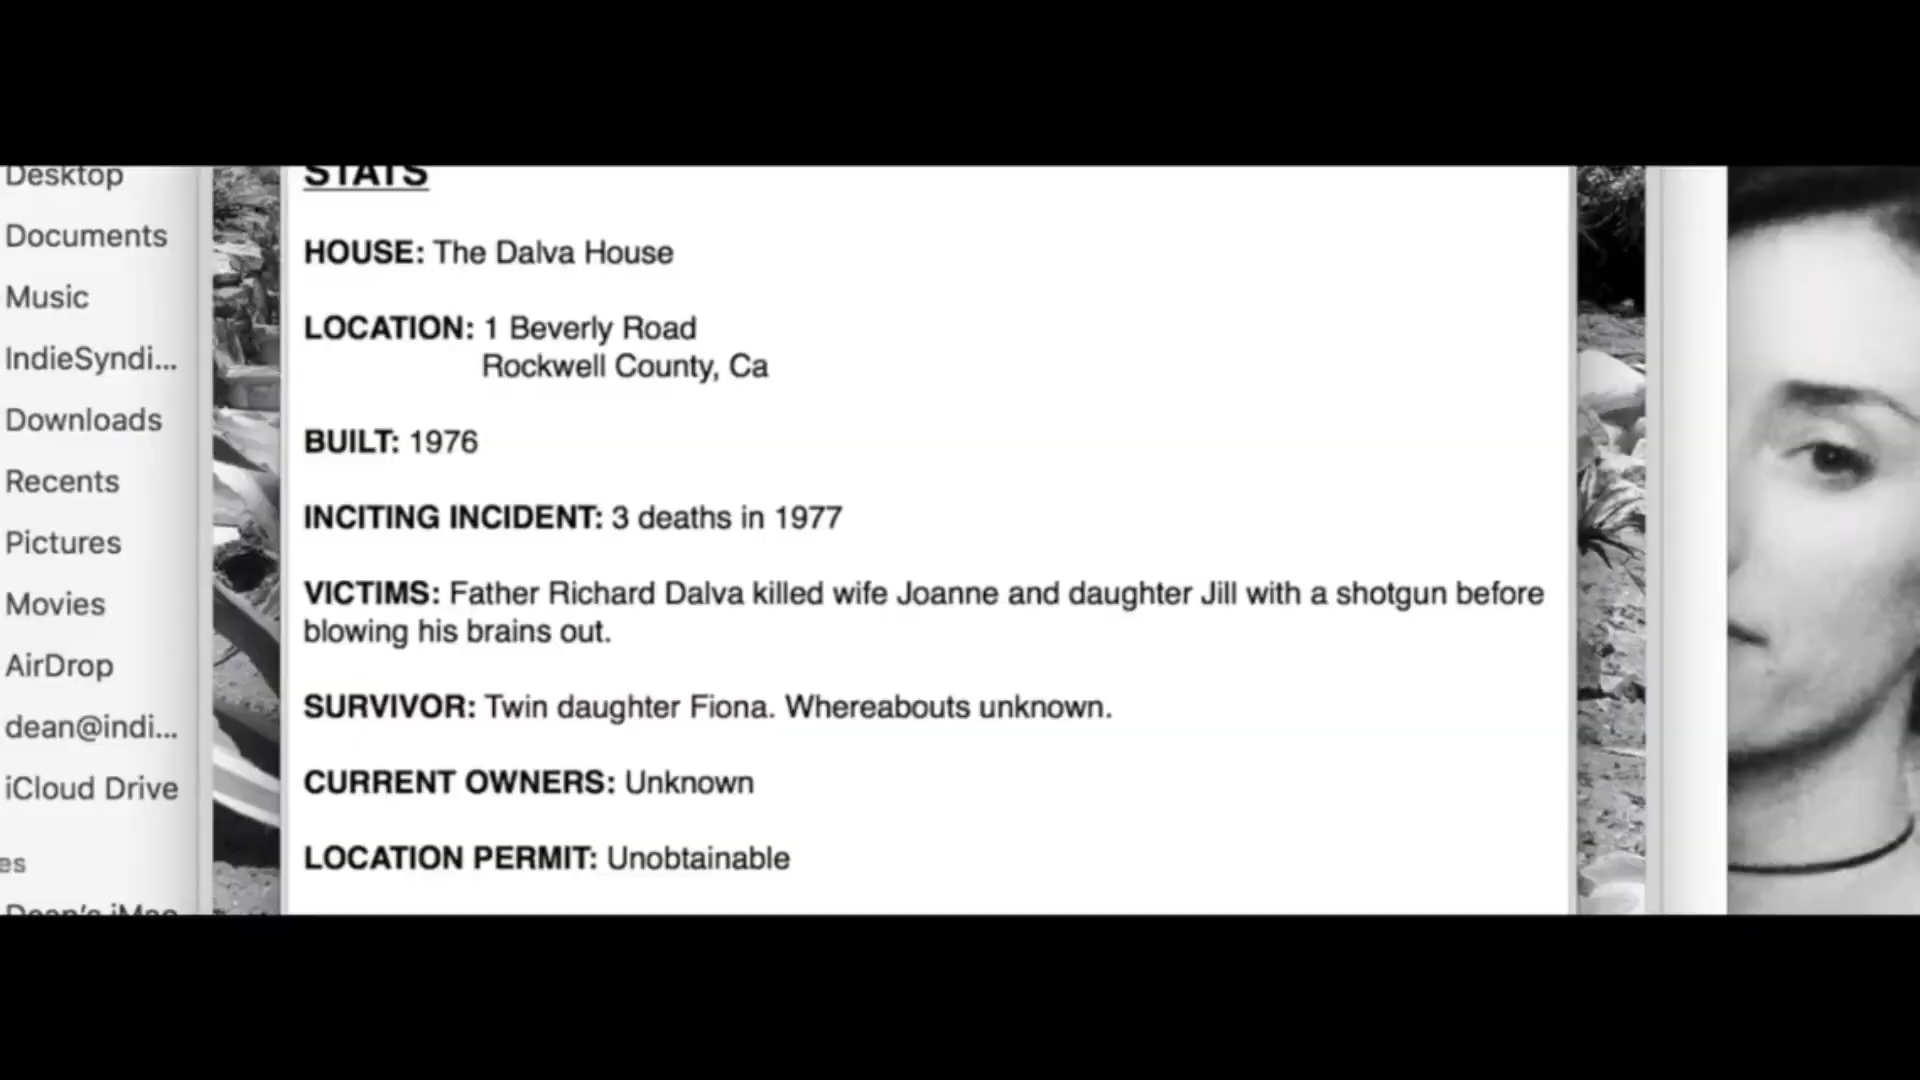 Desktop
Documents
Music
IndieSyndi...
Downloads
Recents
Pictures
Movies
AirDrop
dean@indi...
iCloud Drive
es
Dean's iMac
STATS
HOUSE: The Dalva House
LOCATION: 1 Beverly Road
Rockwell County, Ca
BUILT: 1976
INCITING INCIDENT: 3 deaths in 1977
VICTIMS: Father Richard Dalva killed wife Joanne and daughter Jill with a shotgun before
blowing his brains out.
SURVIVOR: Twin daughter Fiona. Whereabouts unknown.
CURRENT OWNERS: Unknown
LOCATION PERMIT: Unobtainable